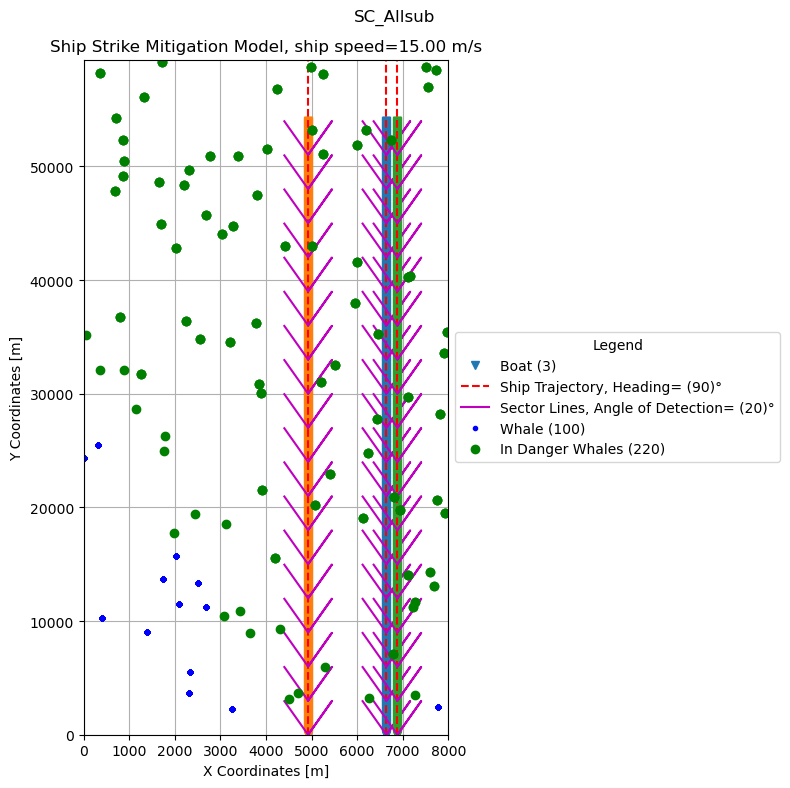 SC_Allsub
Ship Strike Mitigation Model, ship speed=15.00 m/s
Y Coordinates [m]
50000
40000
30000
20000
10000
0
0 1000 2000 3000 4000 5000 6000 7000 8000
X Coordinates [m]
Legend
Boat (3)
Ship Trajectory, Heading= (90)°
Sector Lines, Angle of Detection= (20)°
Whale (100)
In Danger Whales (220)